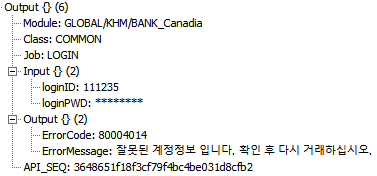 Output {} (6)
Module: GLOBAL/KHM/BANK_Canadia
Class: COMMON
Job: LOGIN
Input {} (2)
loginID: 111235
loginPWD: ********
Output {} (2)
ErrorCode: 80004014
ErrorMessage: 잘못된 계정정보 입니다. 확인 후 다시 거래하십시오.
API_SEQ: 3648651f18f3cf79f4bc4be031d8cfb2